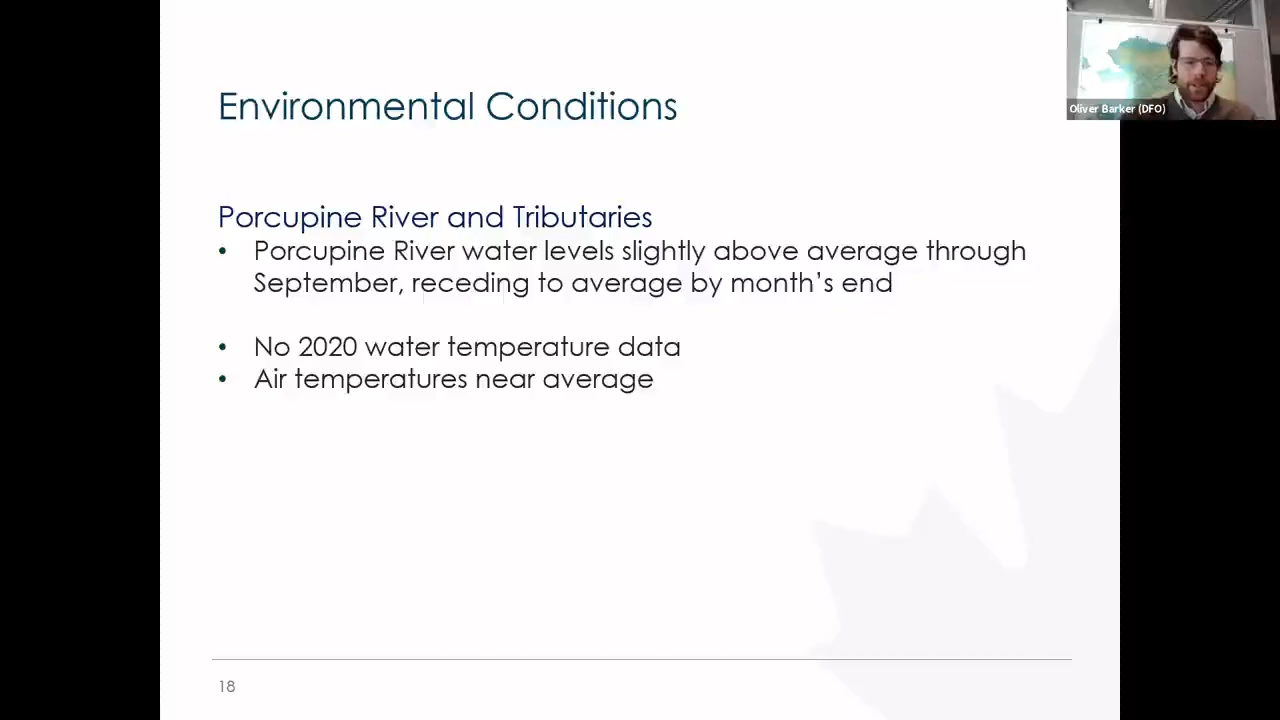 Environmental Conditions
Oliver Barker (DFO)
Porcupine River and Tributaries
• Porcupine River water levels slightly above average through
September, receding to average by month's end
• No 2020 water temperature data
• Air temperatures near average
18